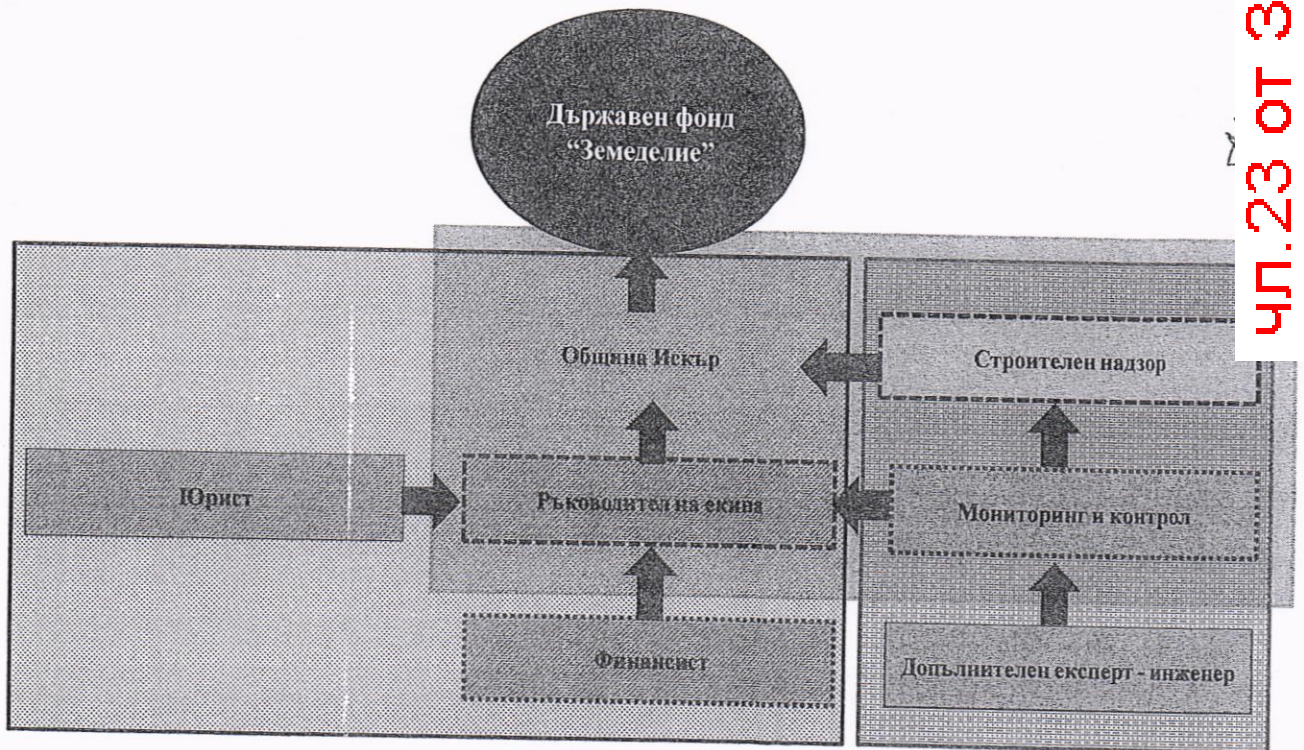 Държавен фонд
“Земеделие”
чл.23 от З
Община Искър
Строителен надзор
Юрист
Ръководител на екипа
Мониторинг и контрол
Финансист
Допълнителен експерт - инженер